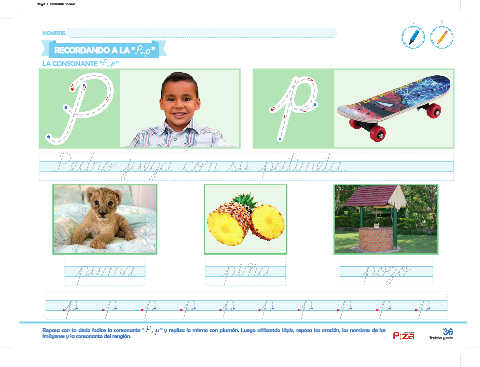 NOMBRE:
RECORDANDO A LA "P, p"
LA CONSONANTE "P, p"
P p
Pedro juega con su patineta.
puma piña pozo
p p p p p p p p p p
Repasa con tu dedo índice la consonante "P, p" y realiza lo mismo con plumón. Luego utilizando lápiz, repasa las oración, los nombres de las
imágenes y la consonante del renglón.
36